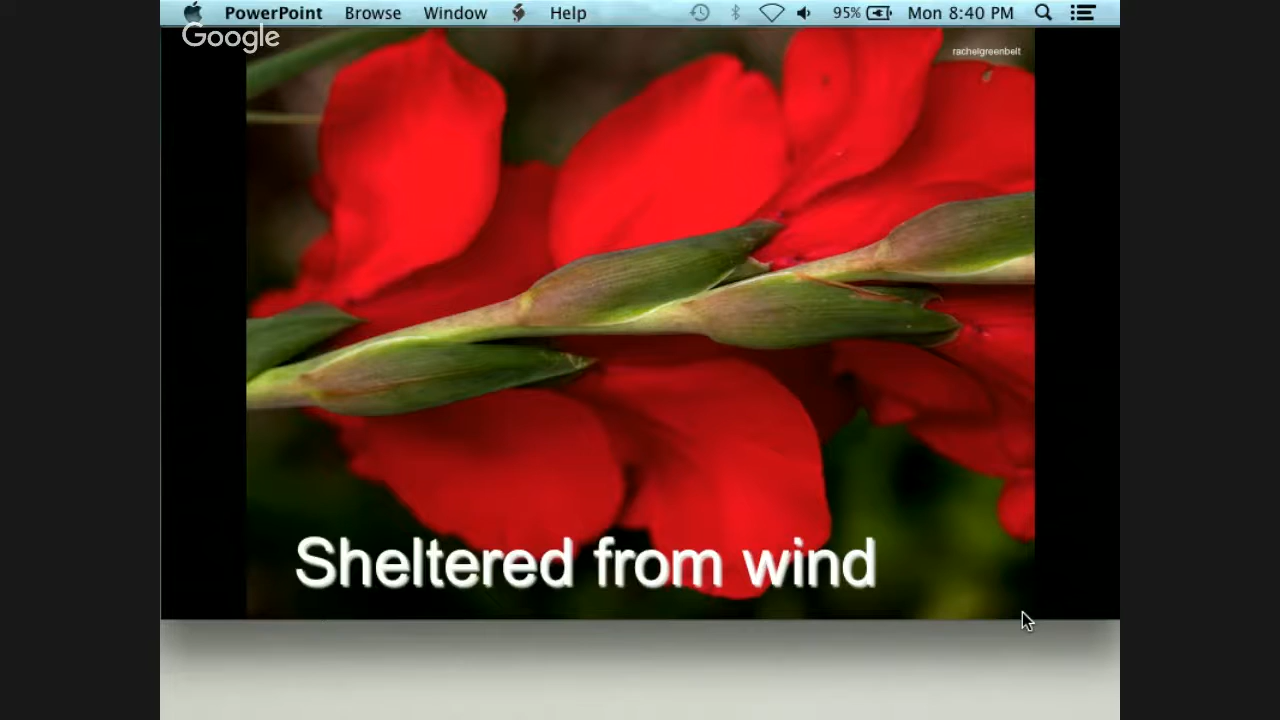 PowerPoint Browse Window Help 95% Mon 8:40 PM
Google
rachelgreenbelt
Sheltered from wind